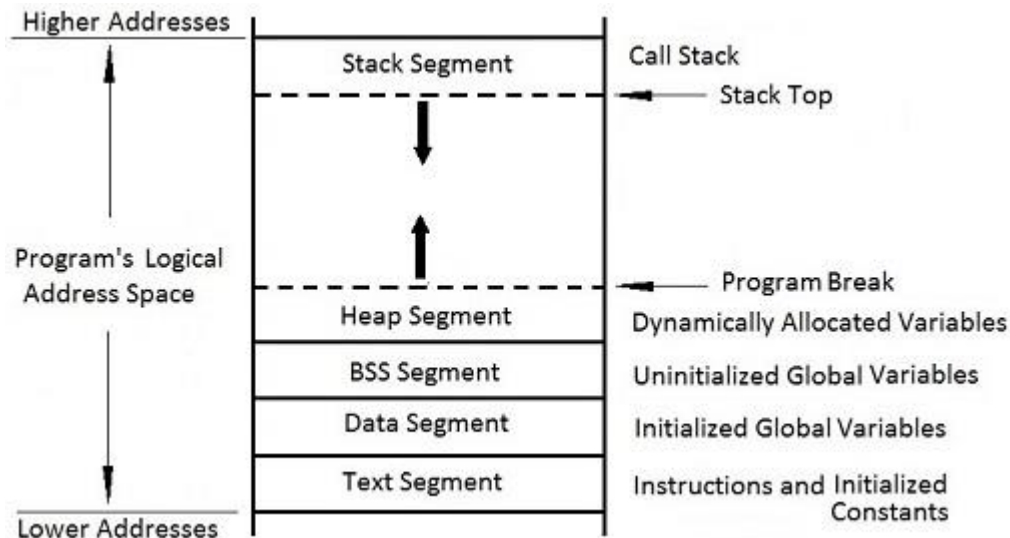 Higher Addresses
Stack Segment
Call Stack
Stack Top
Program's Logical
Address Space
Program Break
Heap Segment
Dynamically Allocated Variables
BSS Segment
Uninitialized Global Variables
Data Segment
Initialized Global Variables
Text Segment
Instructions and Initialized
Constants
Lower Addresses